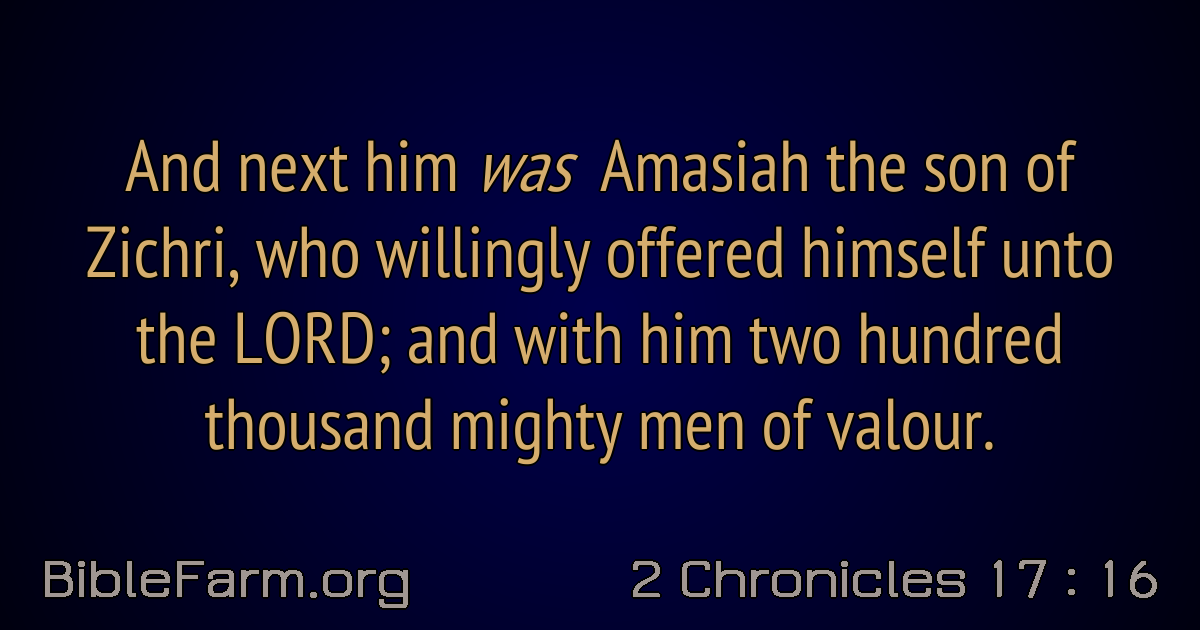 And next him was Amasiah the son of
Zichri, who willingly offered himself unto
the LORD; and with him two hundred
thousand mighty men of valour.
BibleFarm.org
2 Chronicles 17 : 16